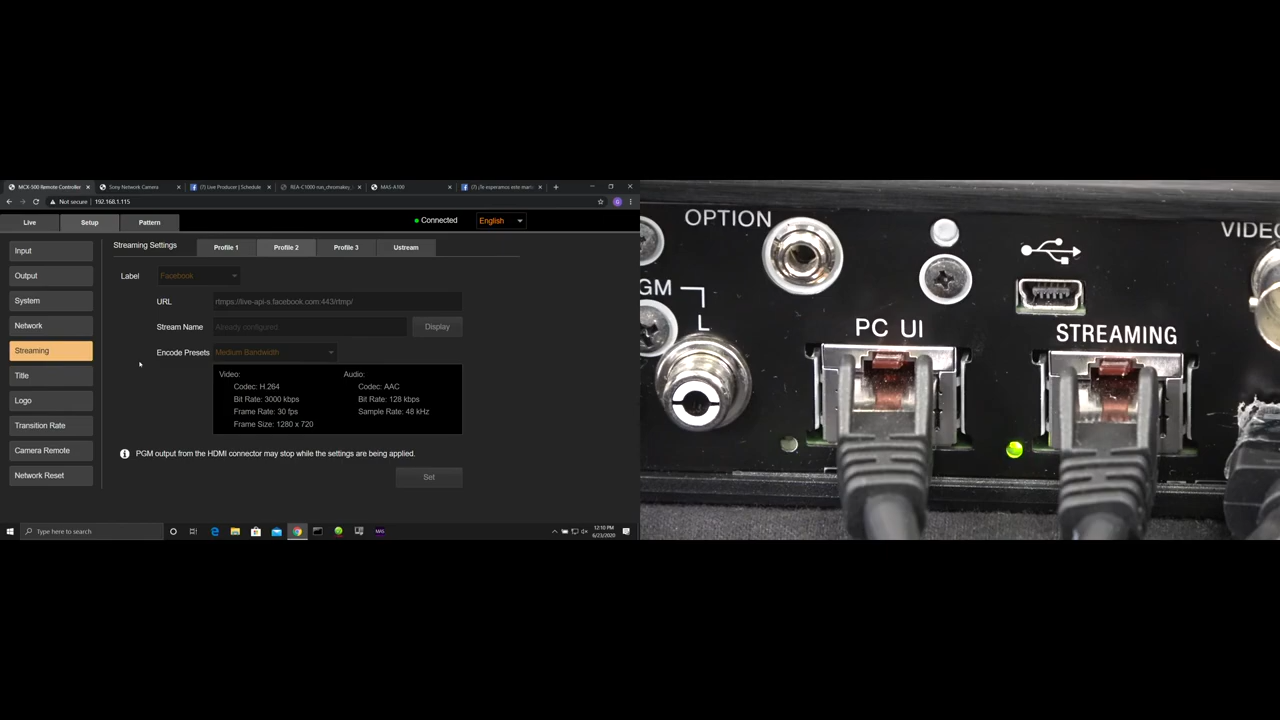 MCX-500 Remote Controller
Sony Network Camera
(7) Live Producer | Schedule
REA-C1000 run_chromakey_
MAS-A100
(7) ¡Te esperamos este mar
Not secure | 192.168.1.115
Live
Setup
Pattern
Connected
English
Input
Output
System
Network
Streaming
Title
Logo
Transition Rate
Camera Remote
Network Reset
Streaming Settings
Profile 1
Profile 2
Profile 3
Ustream
Label
Facebook
URL
rtmps://live-api-s.facebook.com:443/rtmp/
Stream Name
Already configured
Display
Encode Presets
Medium Bandwidth
Video:
Codec: H.264
Bit Rate: 3000 kbps
Frame Rate: 30 fps
Frame Size: 1280 x 720
Audio:
Codec: AAC
Bit Rate: 128 kbps
Sample Rate: 48 kHz
PGM output from the HDMI connector may stop while the settings are being applied.
Set
Type here to search
12:10 PM
6/23/2020
OPTION
VIDEO
GM
L
PC UI
STREAMING